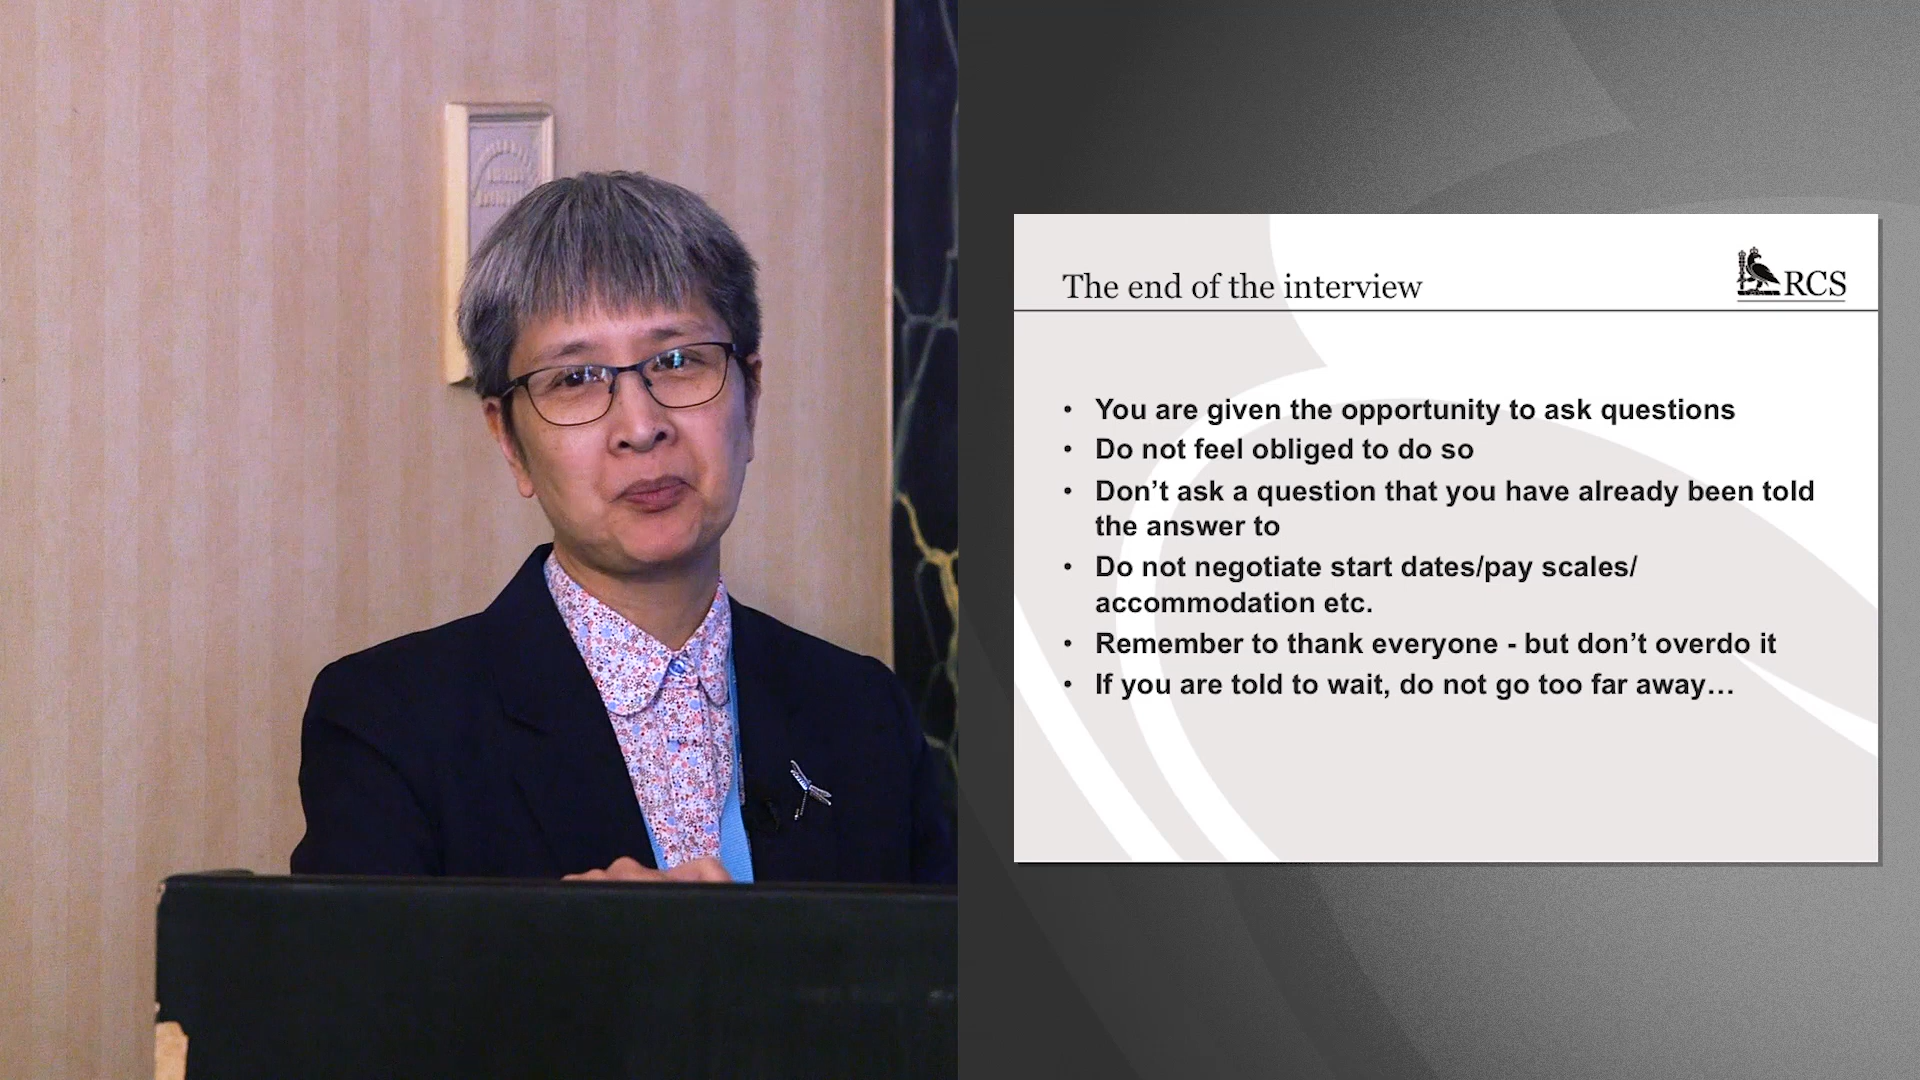 The end of the interview
RCS
• You are given the opportunity to ask questions
• Do not feel obliged to do so
• Don’t ask a question that you have already been told
the answer to
• Do not negotiate start dates/pay scales/
accommodation etc.
• Remember to thank everyone - but don’t overdo it
• If you are told to wait, do not go too far away…